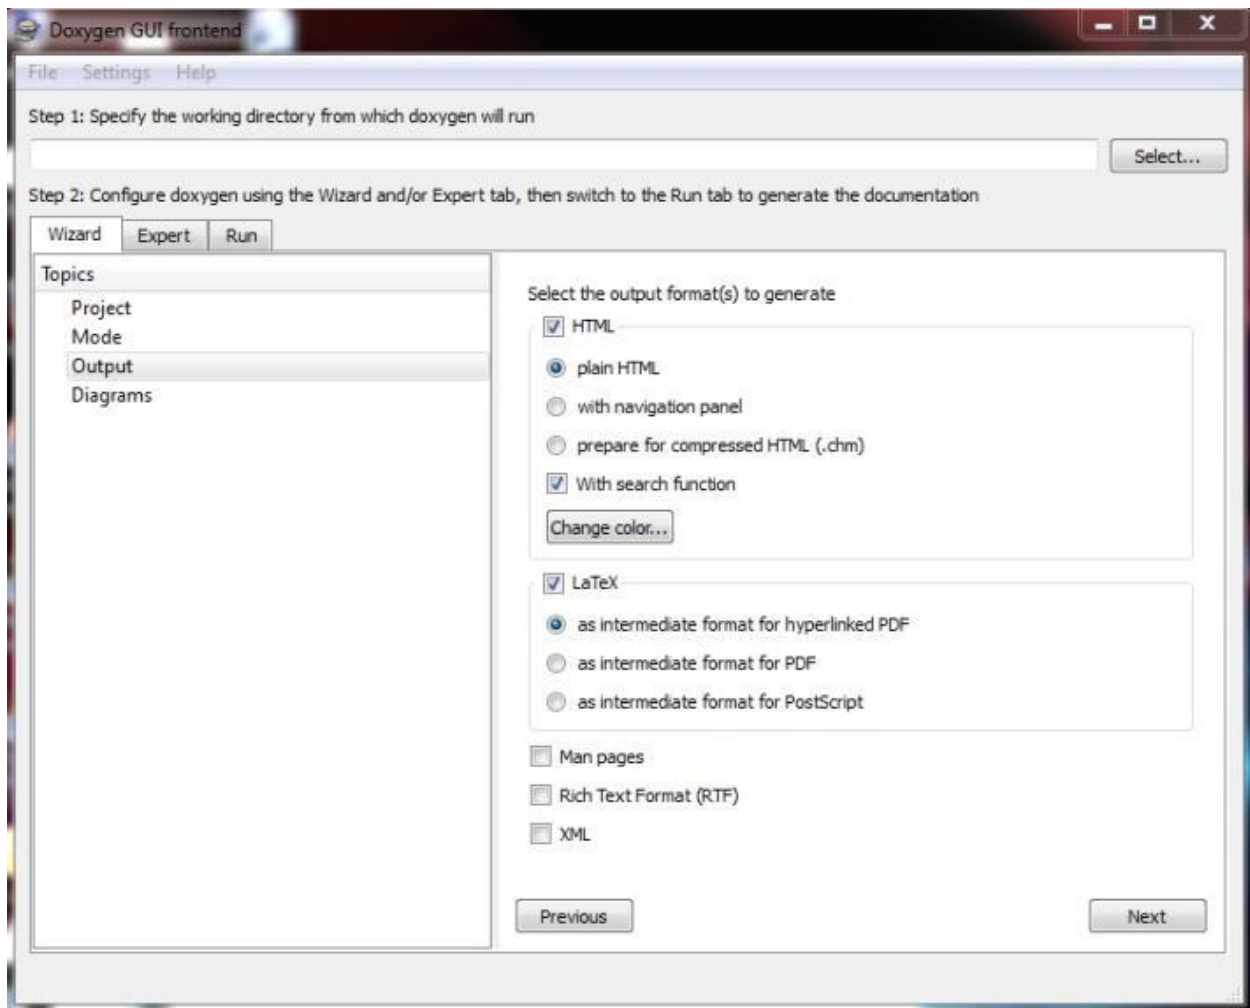 Doxygen GUI frontend
File Settings Help
Step 1: Specify the working directory from which doxygen will run
Select...
Step 2: Configure doxygen using the Wizard and/or Expert tab, then switch to the Run tab to generate the documentation
Wizard Expert Run
Topics
Project
Mode
Output
Diagrams
Select the output format(s) to generate
HTML
plain HTML
with navigation panel
prepare for compressed HTML (.chm)
With search function
Change color...
LaTeX
as intermediate format for hyperlinked PDF
as intermediate format for PDF
as intermediate format for PostScript
Man pages
Rich Text Format (RTF)
XML
Previous Next